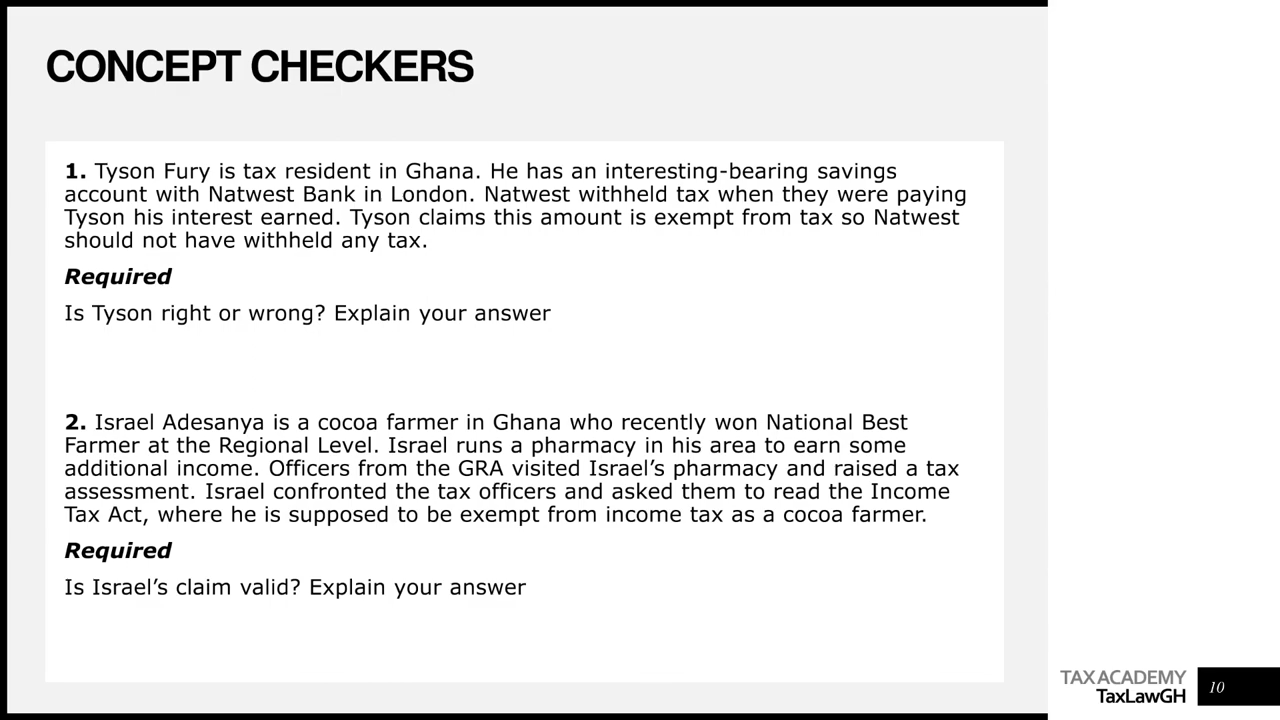 CONCEPT CHECKERS
1. Tyson Fury is tax resident in Ghana. He has an interesting-bearing savings
account with Natwest Bank in London. Natwest withheld tax when they were paying
Tyson his interest earned. Tyson claims this amount is exempt from tax so Natwest
should not have withheld any tax.
Required
Is Tyson right or wrong? Explain your answer
2. Israel Adesanya is a cocoa farmer in Ghana who recently won National Best
Farmer at the Regional Level. Israel runs a pharmacy in his area to earn some
additional income. Officers from the GRA visited Israel’s pharmacy and raised a tax
assessment. Israel confronted the tax officers and asked them to read the Income
Tax Act, where he is supposed to be exempt from income tax as a cocoa farmer.
Required
Is Israel’s claim valid? Explain your answer
TAX ACADEMY
TaxLawGH
10